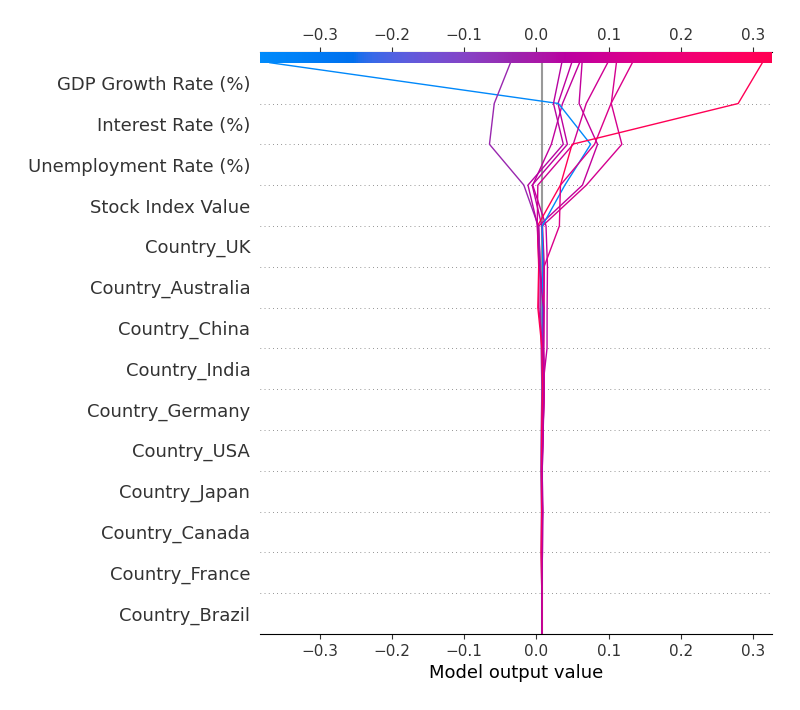 −0.3 −0.2 −0.1 0.0 0.1 0.2 0.3
GDP Growth Rate (%)
Interest Rate (%)
Unemployment Rate (%)
Stock Index Value
Country_UK
Country_Australia
Country_China
Country_India
Country_Germany
Country_USA
Country_Japan
Country_Canada
Country_France
Country_Brazil
−0.3 −0.2 −0.1 0.0 0.1 0.2 0.3
Model output value